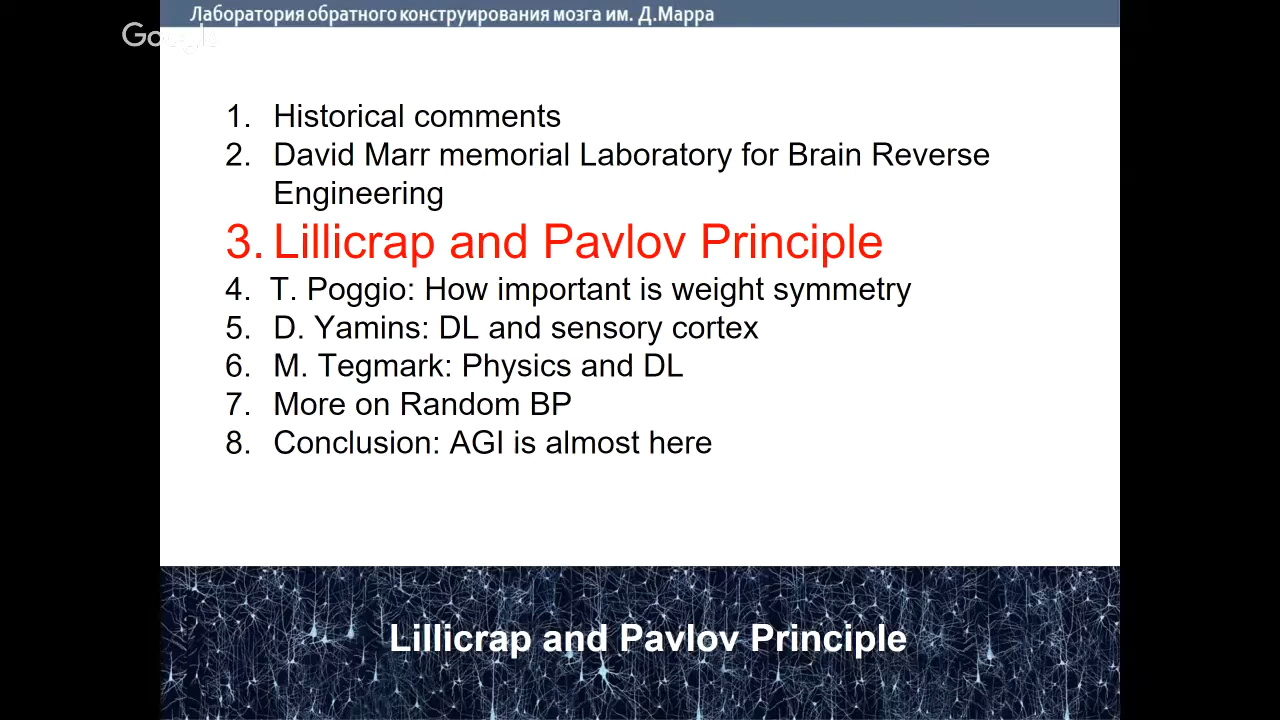 Лаборатория обратного конструирования мозга им. Д.Марра
Google
1. Historical comments
2. David Marr memorial Laboratory for Brain Reverse
Engineering
3. Lillicrap and Pavlov Principle
4. T. Poggio: How important is weight symmetry
5. D. Yamins: DL and sensory cortex
6. M. Tegmark: Physics and DL
7. More on Random BP
8. Conclusion: AGI is almost here
Lillicrap and Pavlov Principle